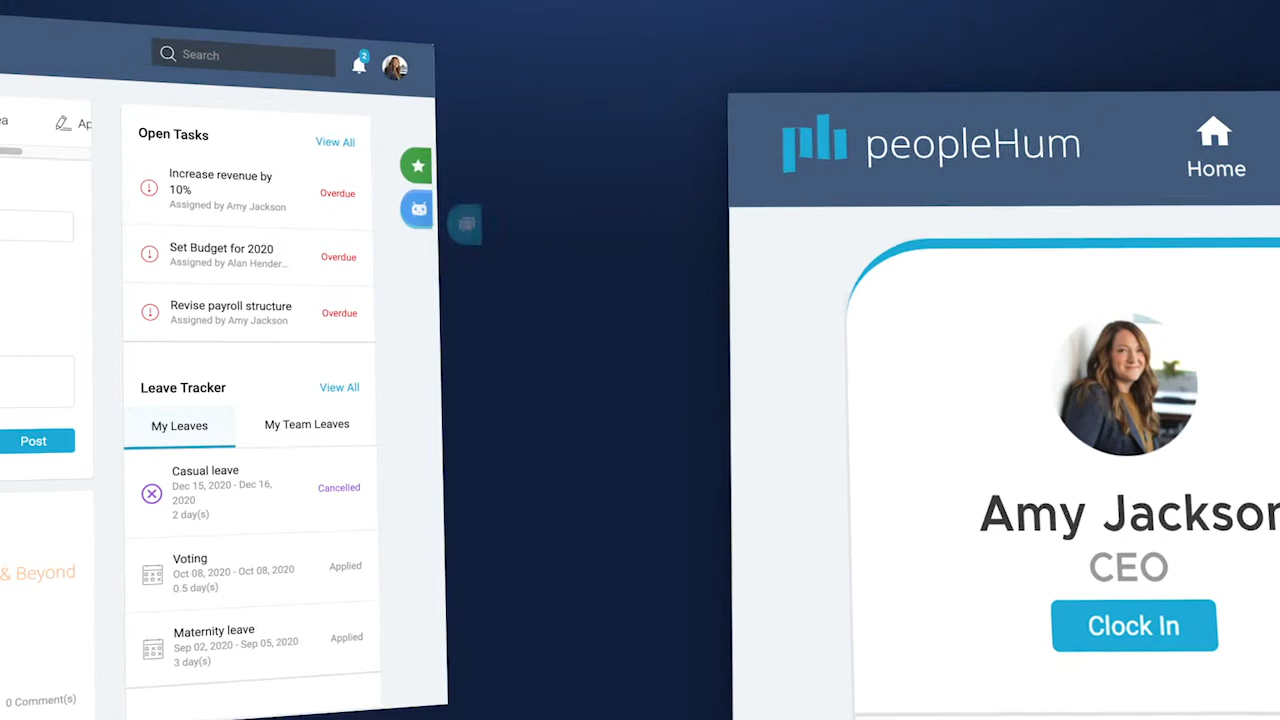 Search
2
ea
Ap
Open Tasks
View All
Increase revenue by
10%
Assigned by Amy Jackson
Overdue
Set Budget for 2020
Assigned by Alan Hender...
Overdue
Revise payroll structure
Assigned by Amy Jackson
Overdue
Leave Tracker
View All
My Leaves
My Team Leaves
Post
Casual leave
Dec 15, 2020 - Dec 16,
2020
2 day(s)
Cancelled
Voting
Oct 08, 2020 - Oct 08, 2020
0.5 day(s)
Applied
& Beyond
Maternity leave
Sep 02, 2020 - Sep 05, 2020
3 day(s)
Applied
0 Comment(s)
peopleHum
Home
Amy Jackson
CEO
Clock In